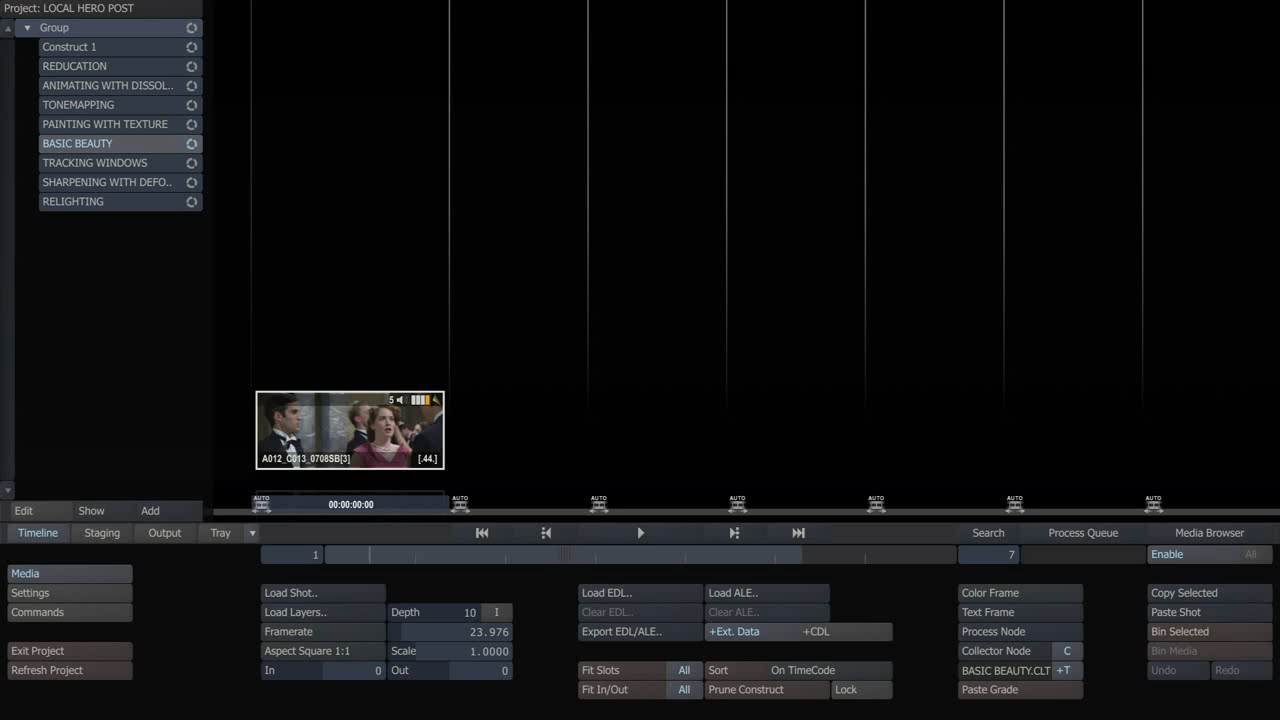 Project: LOCAL HERO POST
Group
Construct 1
REDUCATION
ANIMATING WITH DISSOL..
TONEMAPPING
PAINTING WITH TEXTURE
BASIC BEAUTY
TRACKING WINDOWS
SHARPENING WITH DEFO..
RELIGHTING
5
A012_C013_0708SB[3] [.44.]
AUTO 00:00:00:00 AUTO AUTO AUTO AUTO AUTO AUTO
Edit Show Add
Timeline Staging Output Tray Search Process Queue Media Browser
1 7 Enable All
Media
Settings Load Shot.. Load EDL.. Load ALE.. Color Frame Copy Selected
Commands Load Layers.. Depth 10 I Clear EDL.. Clear ALE.. Text Frame Paste Shot
Framerate 23.976 Export EDL/ALE.. +Ext. Data +CDL Process Node Bin Selected
Exit Project Aspect Square 1:1 Scale 1.0000 Collector Node C Bin Media
Refresh Project In 0 Out 0 Fit Slots All Sort On TimeCode BASIC BEAUTY.CLT +T Undo Redo
Fit In/Out All Prune Construct Lock Paste Grade